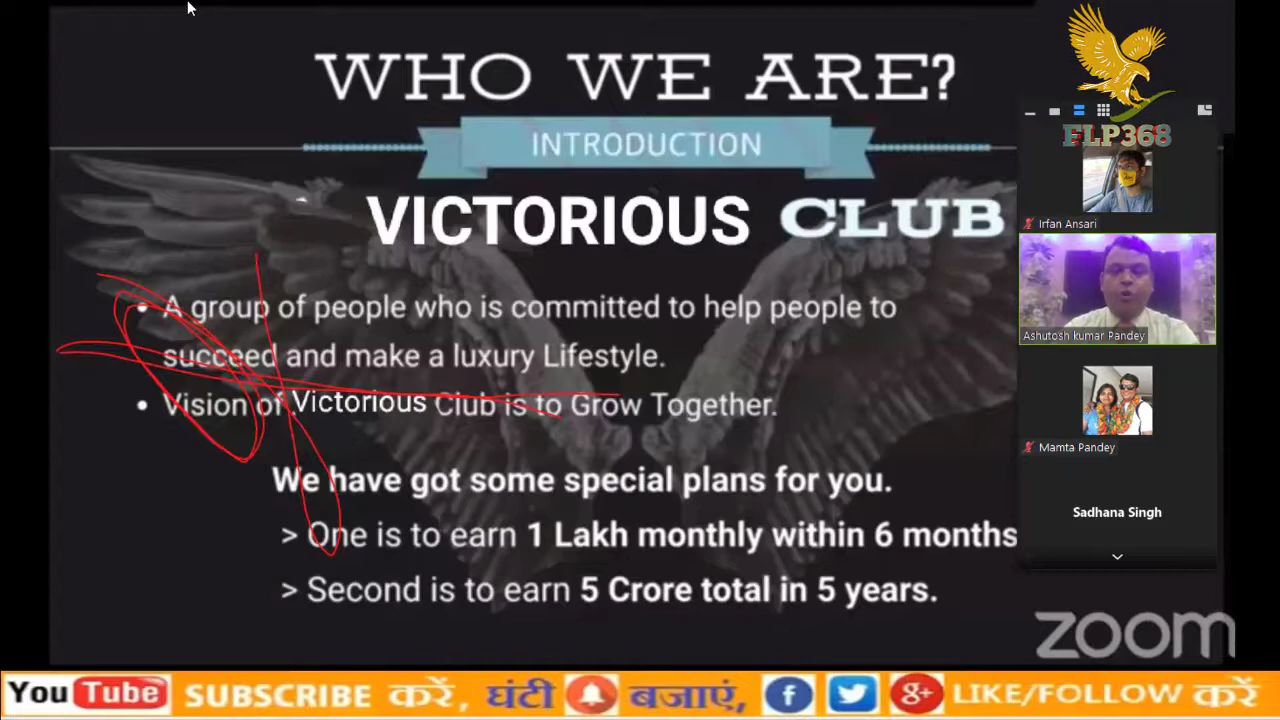 WHO WE ARE?
INTRODUCTION
VICTORIOUS CLUB
• A group of people who is committed to help people to
succeed and make a luxury Lifestyle.
• Vision of Victorious Club is to Grow Together.
We have got some special plans for you.
> One is to earn 1 Lakh monthly within 6 months
> Second is to earn 5 Crore total in 5 years.
FLP368
Irfan Ansari
Ashutosh kumar Pandey
Mamta Pandey
Sadhana Singh
zoom
YouTube SUBSCRIBE करें, घंटी बजाएं, f 8+ LIKE/FOLLOW करें